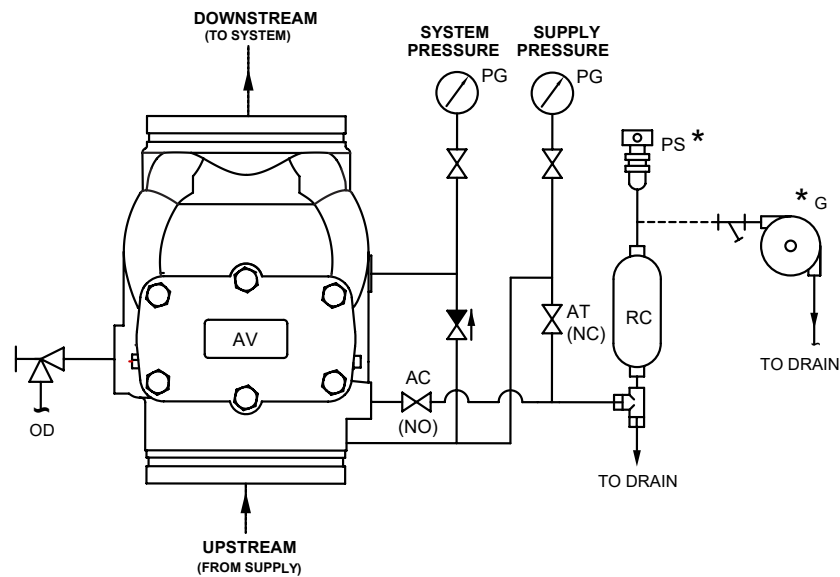 DOWNSTREAM
(TO SYSTEM)
SYSTEM
PRESSURE
SUPPLY
PRESSURE
PG
PG
PS *
* G
AT
(NC)
RC
AV
AC
(NO)
TO DRAIN
OD
TO DRAIN
UPSTREAM
(FROM SUPPLY)